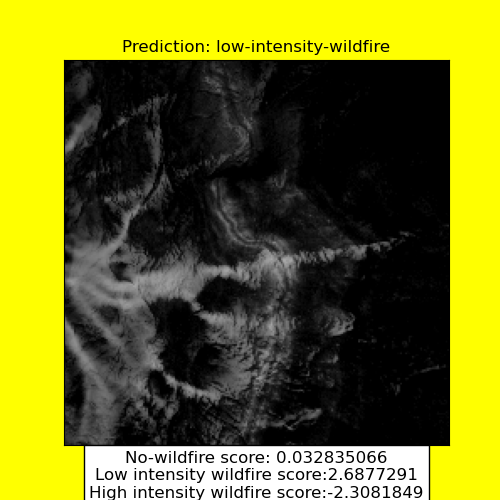 Prediction: low-intensity-wildfire
No-wildfire score: 0.032835066
Low intensity wildfire score:2.6877291
High intensity wildfire score:-2.3081849